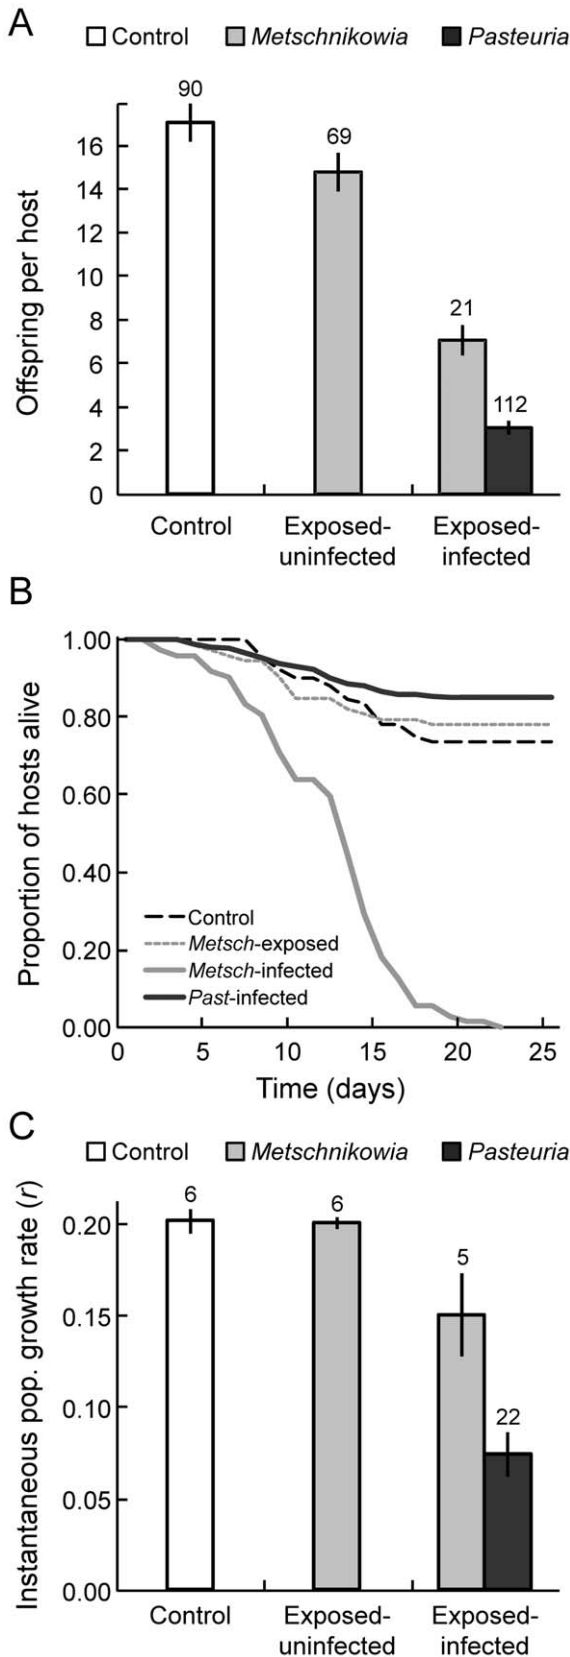 A
Control Metschnikowia Pasteuria
90
69
21
112
16
14
12
10
8
6
4
2
0
Offspring per host
Control Exposed- Exposed-
uninfected infected
B
1.00
0.80
0.60
0.40
0.20
0.00
Proportion of hosts alive
Control
Metsch-exposed
Metsch-infected
Past-infected
0 5 10 15 20 25
Time (days)
C
Control Metschnikowia Pasteuria
6
6
5
22
0.20
0.15
0.10
0.05
0.00
Instantaneous pop. growth rate (r)
Control Exposed- Exposed-
uninfected infected